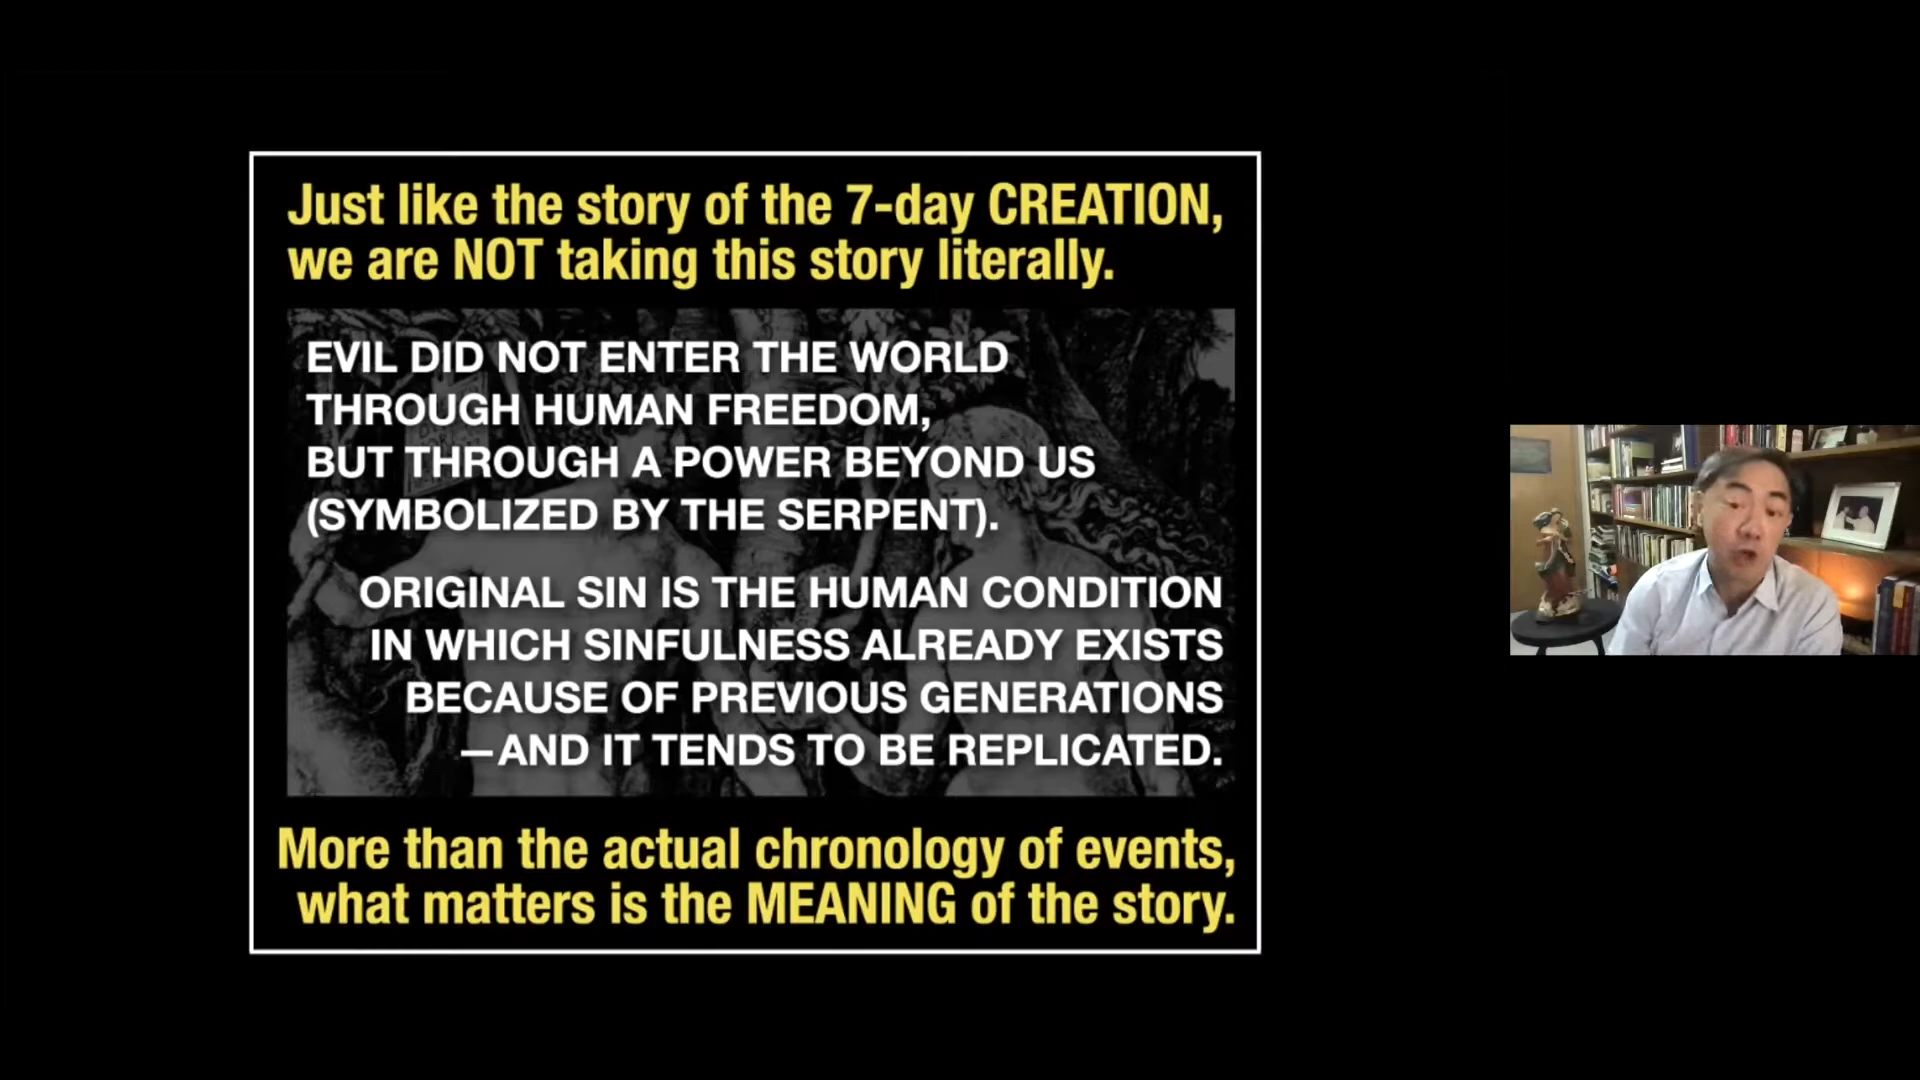 Just like the story of the 7-day CREATION,
we are NOT taking this story literally.
EVIL DID NOT ENTER THE WORLD
THROUGH HUMAN FREEDOM,
BUT THROUGH A POWER BEYOND US
(SYMBOLIZED BY THE SERPENT).
ORIGINAL SIN IS THE HUMAN CONDITION
IN WHICH SINFULNESS ALREADY EXISTS
BECAUSE OF PREVIOUS GENERATIONS
—AND IT TENDS TO BE REPLICATED.
More than the actual chronology of events,
what matters is the MEANING of the story.